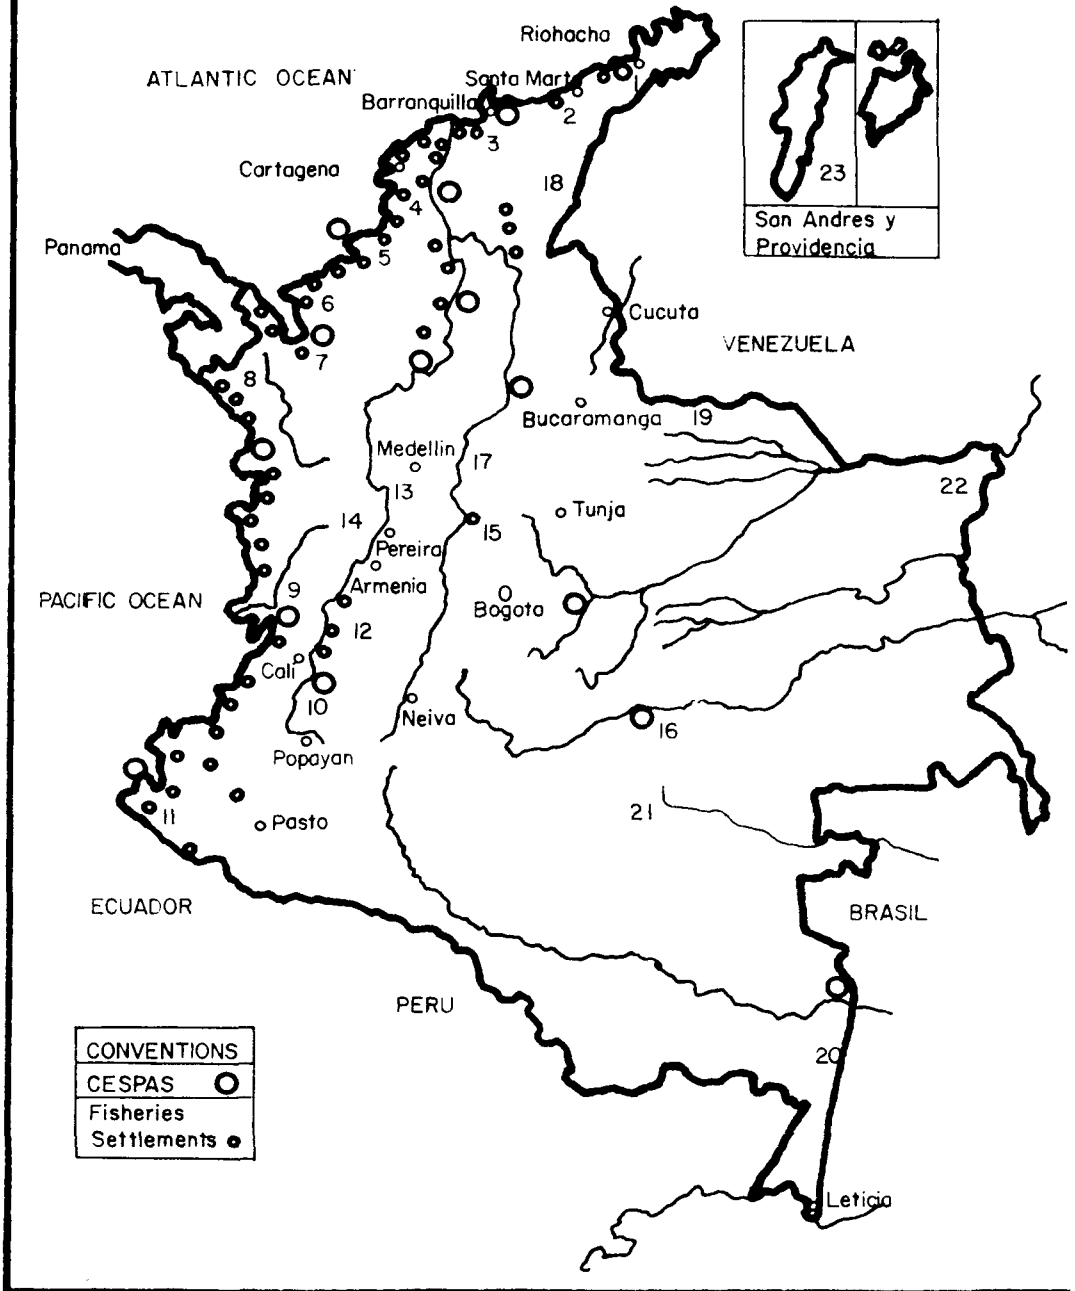 Riohacha
ATLANTIC OCEAN
Santa Mart
1
Barranquilla
2
3
Cartagena
18
23
4
San Andres y
Providencia
Panama
5
6
Cucuta
7
VENEZUELA
8
19
Bucaramanga
Medellin
17
13
22
14
15
Tunja
Pereira
9
Armenia
PACIFIC OCEAN
Bogota
12
Cali
10
Neiva
16
Popayan
11
Pasto
21
ECUADOR
BRASIL
PERU
CONVENTIONS
CESPAS
Fisheries
Settlements
20
Leticia